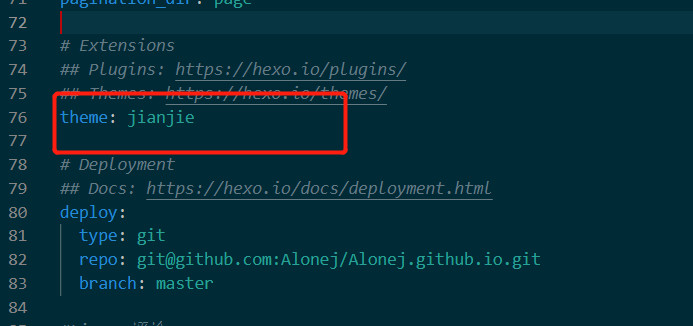 71 pagination_dir: page
72
73 # Extensions
74 ## Plugins: https://hexo.io/plugins/
75 ## Themes: https://hexo.io/themes/
76 theme: jianjie
77
78 # Deployment
79 ## Docs: https://hexo.io/docs/deployment.html
80 deploy:
81 type: git
82 repo: git@github.com:Alonej/Alonej.github.io.git
83 branch: master
84